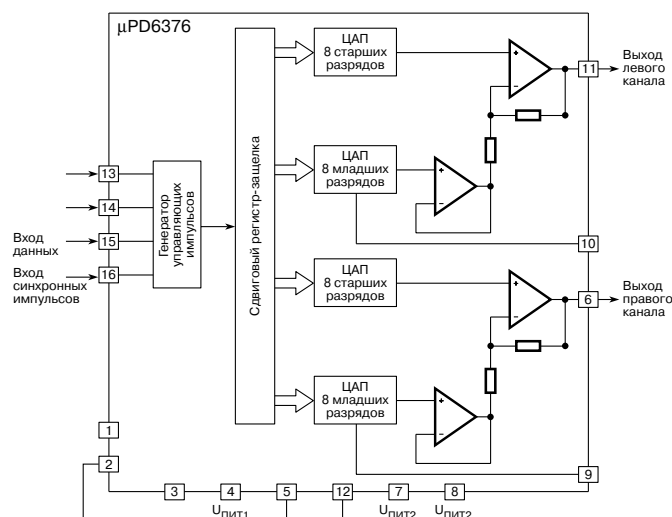 μPD6376
ЦАП
8 старших
разрядов
11
Выход
левого
канала
ЦАП
8 младших
разрядов
13
14
Вход
данных
15
Вход
синхронных
импульсов
16
Генератор
управляющих
импульсов
Сдвиговый регистр-защелка
10
ЦАП
8 старших
разрядов
6
Выход
правого
канала
ЦАП
8 младших
разрядов
1
2
9
3
4
5
12
7
8
UПИТ1
UПИТ2
UПИТ2